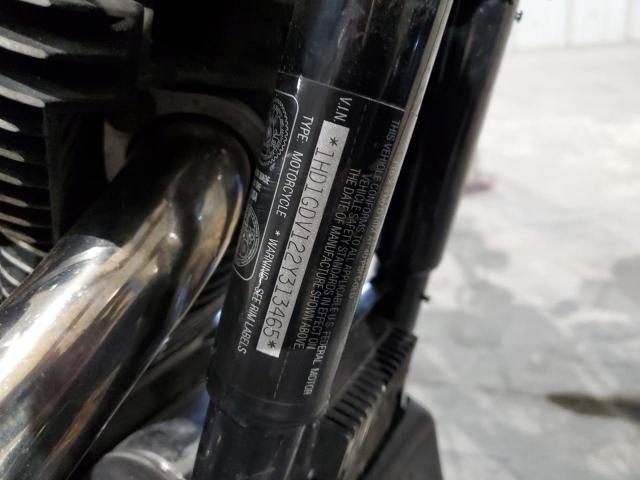 V.I.N. *1HD1GDV122Y313465*
TYPE: MOTORCYCLE * WARNING - SEE RIM LABELS
THIS VEHICLE CONFORMS TO ALL APPLICABLE U.S. FEDERAL MOTOR
VEHICLE SAFETY STANDARDS IN EFFECT ON
THE DATE OF MANUFACTURE SHOWN ABOVE.